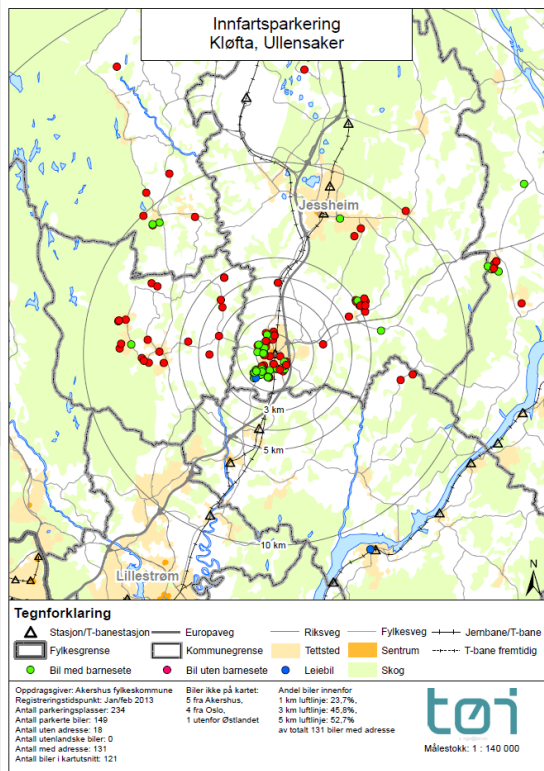 Innfartsparkering
Kløfta, Ullensaker
Jessheim
3 km
5 km
10 km
Lillestrøm
N
Tegnforklaring
Stasjon/T-banestasjon Europaveg Riksveg Fylkesveg Jernbane/T-bane
Fylkesgrense Kommunegrense Tettsted Sentrum T-bane fremtidig
Bil med barnesete Bil uten barnesete Leiebil Skog
Oppdragsgiver: Akershus fylkeskommune
Registreringstidspunkt: Jan/feb 2013
Antall parkeringsplasser: 234
Antall parkerte biler: 149
Antall uten adresse: 18
Antall utenlandske biler: 0
Antall med adresse: 131
Antall biler i kartutsnitt: 121
Biler ikke på kartet:
5 fra Akershus,
4 fra Oslo,
1 utenfor Østlandet
Andel biler innenfor
1 km luftlinje: 23,7%,
3 km luftlinje: 45,8%,
5 km luftlinje: 52,7%
av totalt 131 biler med adresse
tøi
Målestokk: 1 : 140 000